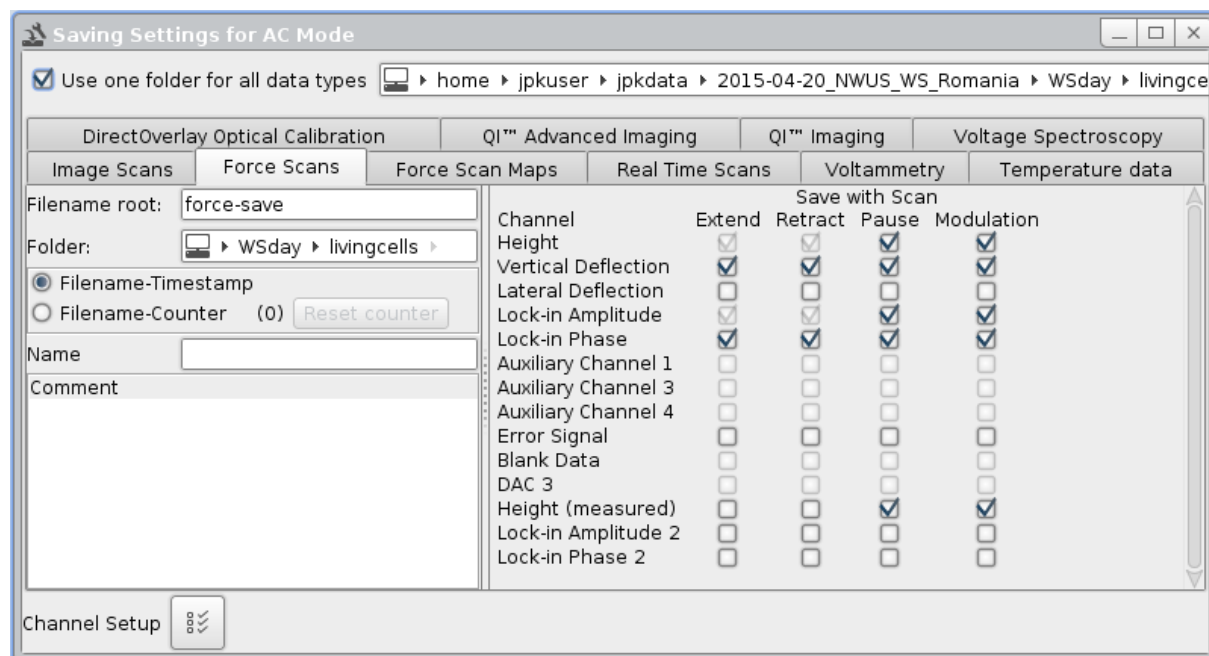 Saving Settings for AC Mode
Use one folder for all data types home jpkuser jpkdata 2015-04-20_NWUS_WS_Romania WSday livingce
DirectOverlay Optical Calibration QI™ Advanced Imaging QI™ Imaging Voltage Spectroscopy
Image Scans Force Scans Force Scan Maps Real Time Scans Voltammetry Temperature data
Filename root: force-save
Folder: WSday livingcells
Filename-Timestamp
Filename-Counter (0) Reset counter
Name
Comment
Save with Scan
Channel Extend Retract Pause Modulation
Height
Vertical Deflection
Lateral Deflection
Lock-in Amplitude
Lock-in Phase
Auxiliary Channel 1
Auxiliary Channel 3
Auxiliary Channel 4
Error Signal
Blank Data
DAC 3
Height (measured)
Lock-in Amplitude 2
Lock-in Phase 2
Channel Setup